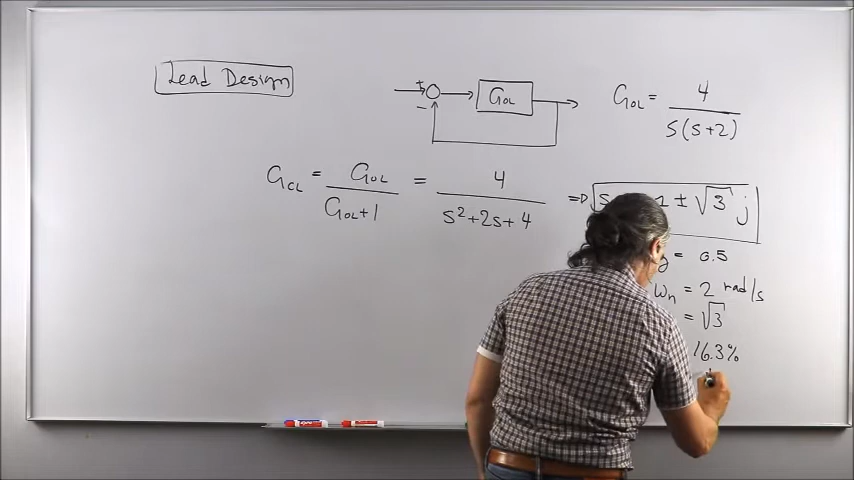 Lead Design
+
-
G_OL
G_OL = 4 / s(s+2)
G_CL = G_OL / G_OL+1 = 4 / s²+2s+4 ⇒ s 1 ± √3 j
= 0.5
ω_n = 2 rad/s
= √3
16.3%